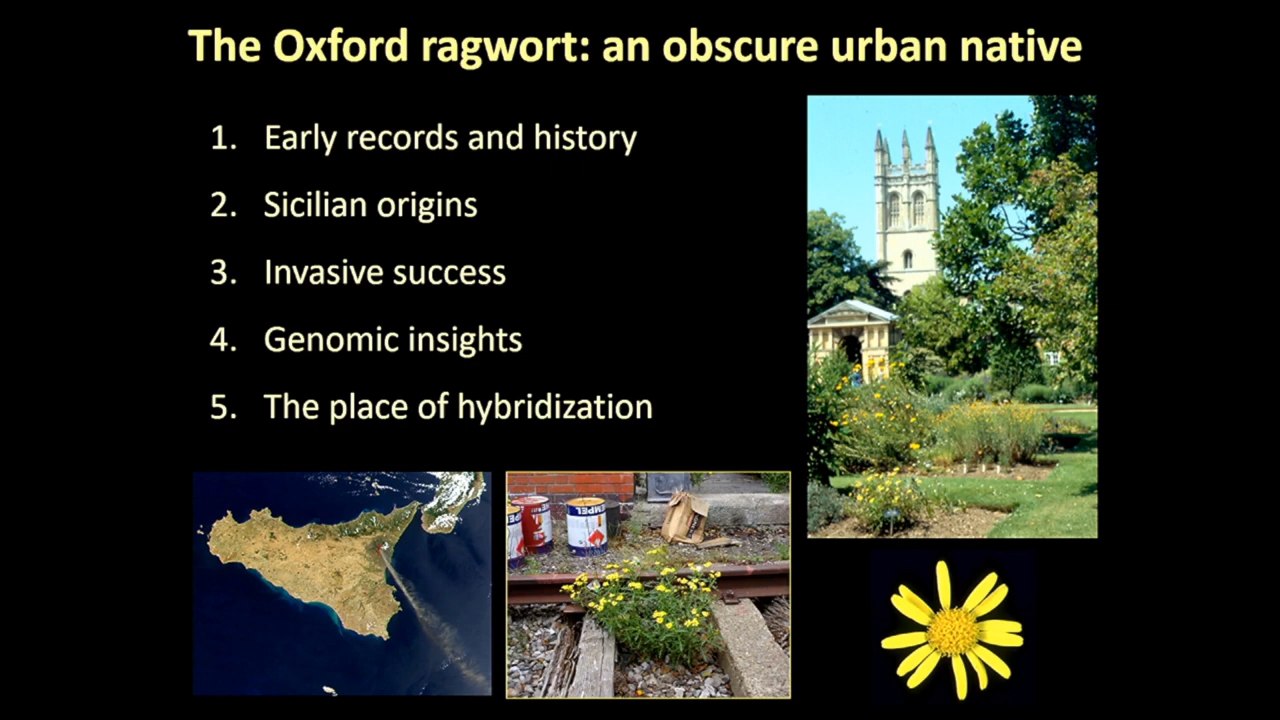 The Oxford ragwort: an obscure urban native
1. Early records and history
2. Sicilian origins
3. Invasive success
4. Genomic insights
5. The place of hybridization
EMPEL